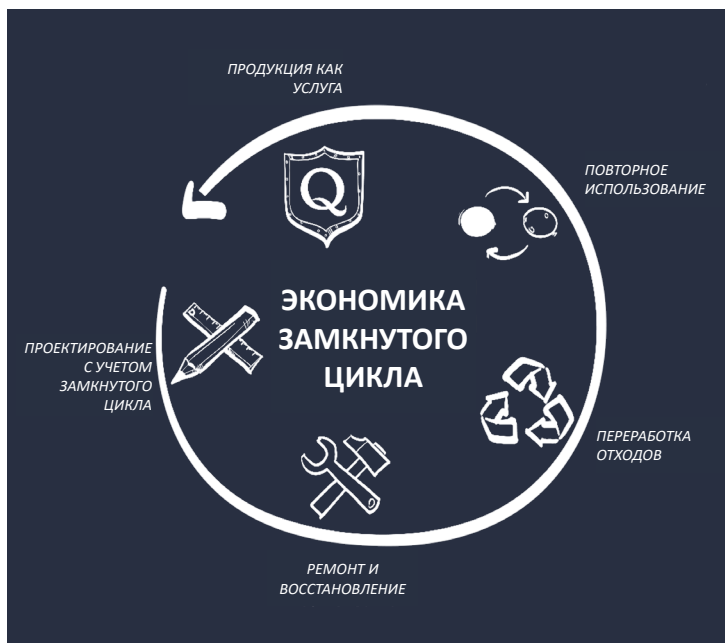 ПРОДУКЦИЯ КАК
УСЛУГА
Q
ПОВТОРНОЕ
ИСПОЛЬЗОВАНИЕ
ЭКОНОМИКА
ЗАМКНУТОГО
ЦИКЛА
ПРОЕКТИРОВАНИЕ
С УЧЕТОМ
ЗАМКНУТОГО
ЦИКЛА
ПЕРЕРАБОТКА
ОТХОДОВ
РЕМОНТ И
ВОССТАНОВЛЕНИЕ